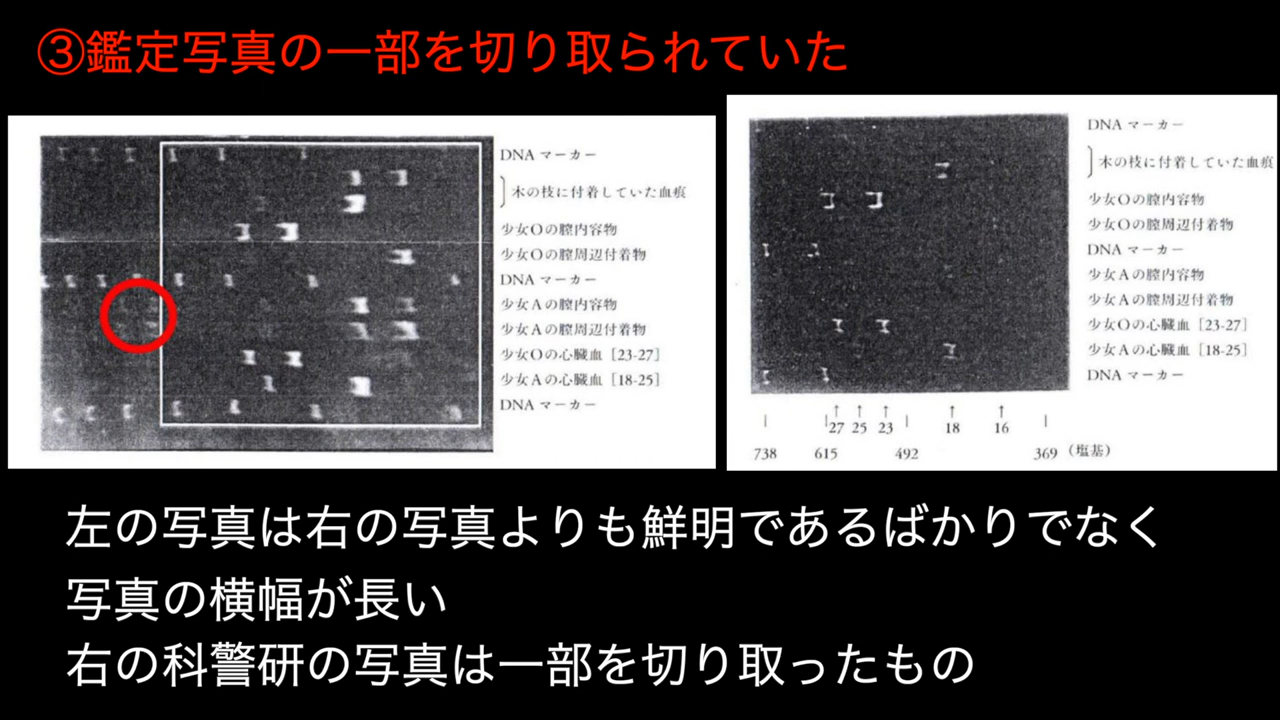 ③鑑定写真の一部を切り取られていた
DNA マーカー
木の枝に付着していた血痕
少女Oの膣内容物
少女Oの膣周辺付着物
DNA マーカー
少女Aの膣内容物
少女Aの膣周辺付着物
少女Oの心臓血［23-27］
少女Aの心臓血［18-25］
DNA マーカー
DNA マーカー
木の枝に付着していた血痕
少女Oの膣内容物
少女Oの膣周辺付着物
DNA マーカー
少女Aの膣内容物
少女Aの膣周辺付着物
少女Oの心臓血［23-27］
少女Aの心臓血［18-25］
DNA マーカー
27 25 23 18 16
738 615 492 369（塩基）
左の写真は右の写真よりも鮮明であるばかりでなく
写真の横幅が長い
右の科警研の写真は一部を切り取ったもの